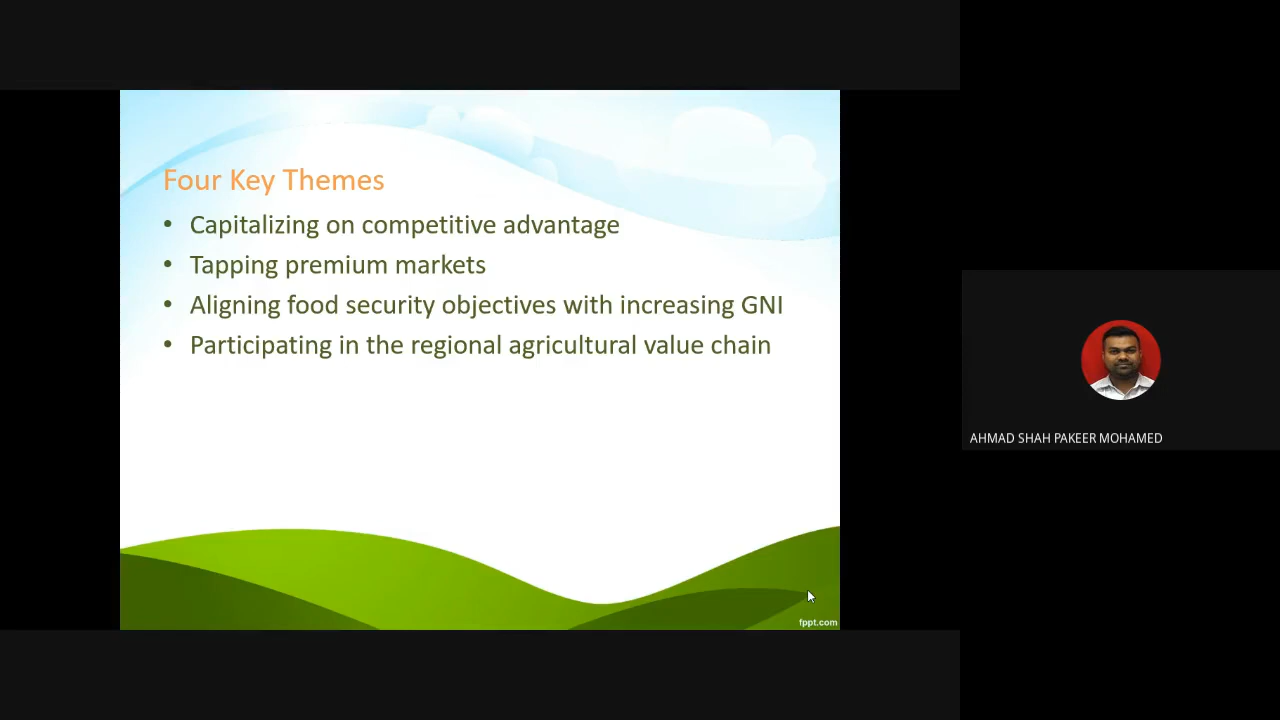 Four Key Themes
• Capitalizing on competitive advantage
• Tapping premium markets
• Aligning food security objectives with increasing GNI
• Participating in the regional agricultural value chain
AHMAD SHAH PAKEER MOHAMED
fppt.com